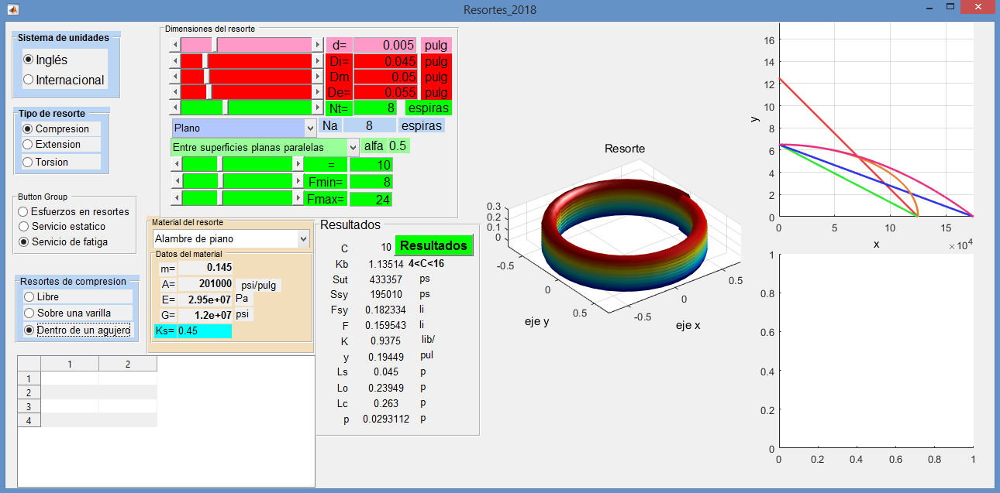 Resortes_2018
Sistema de unidades
Inglés
Internacional
Tipo de resorte
Compresion
Extension
Torsion
Button Group
Esfuerzos en resortes
Servicio estatico
Servicio de fatiga
Resortes de compresion
Libre
Sobre una varilla
Dentro de un agujero
1 2
1
2
3
4
Dimensiones del resorte
d= 0.005 pulg
Di= 0.045 pulg
Dm 0.05 pulg
De= 0.055 pulg
Nt= 8 espiras
Plano Na 8 espiras
Entre superficies planas paralelas alfa 0.5
= 10
Fmin= 8
Fmax= 24
Material del resorte
Alambre de piano
Datos del material
m= 0.145
A= 201000 psi/pulg
E= 2.95e+07 Pa
G= 1.2e+07 psi
Ks= 0.45
Resultados
C 10 Resultados
Kb 1.13514 4<C<16
Sut 433357 ps
Ssy 195010 ps
Fsy 0.182334 li
F 0.159543 li
K 0.9375 lib/
y 0.19449 pul
Ls 0.045 p
Lo 0.23949 p
Lc 0.263 p
p 0.0293112 p
Resorte
0.3
0.2
0.1
0
-0.5
0
0.5
eje y
-0.5
0
0.5
eje x
16
14
12
10
8
6
4
2
0
y
0 5 10 15
x
× 10^4
1
0.8
0.6
0.4
0.2
0
0 0.2 0.4 0.6 0.8 1